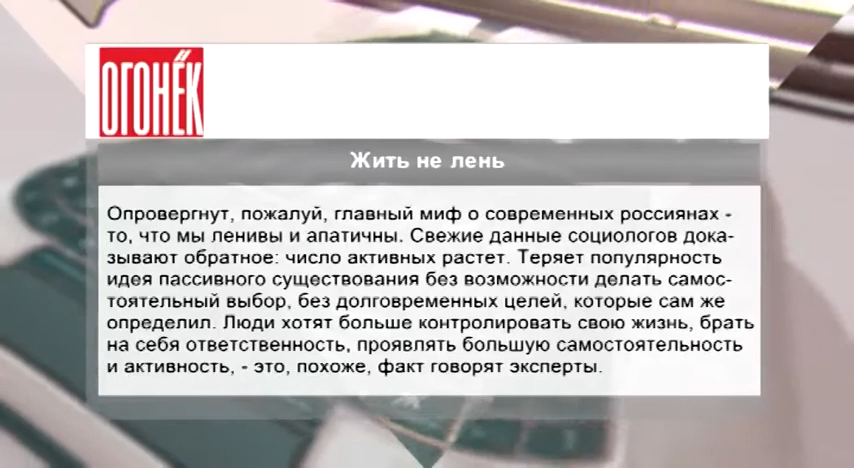 ОГОНЁК
Жить не лень
Опровергнут, пожалуй, главный миф о современных россиянах -
то, что мы ленивы и апатичны. Свежие данные социологов дока-
зывают обратное: число активных растет. Теряет популярность
идея пассивного существования без возможности делать самос-
тоятельный выбор, без долговременных целей, которые сам же
определил. Люди хотят больше контролировать свою жизнь, брать
на себя ответственность, проявлять большую самостоятельность
и активность, - это, похоже, факт говорят эксперты.